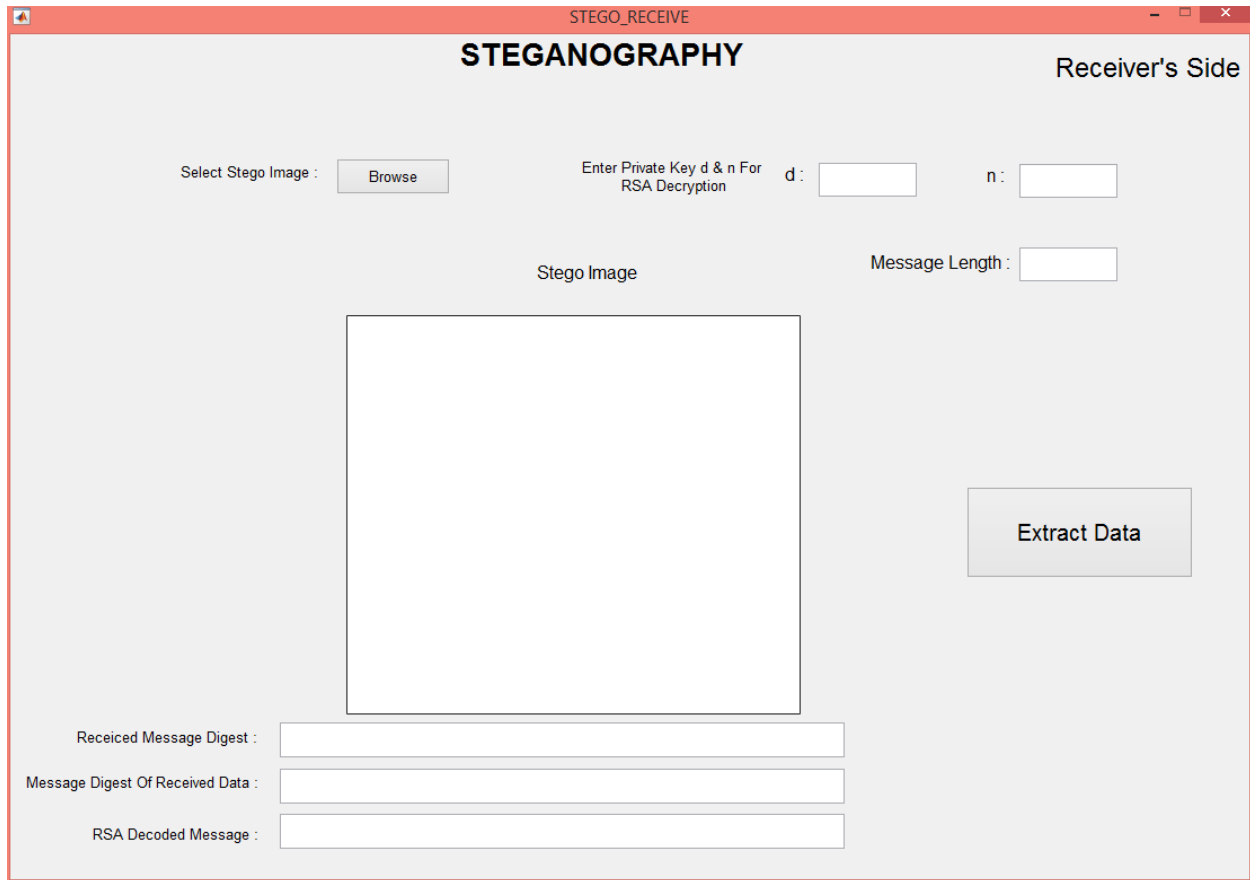 STEGO_RECEIVE
STEGANOGRAPHY
Receiver's Side
Select Stego Image :
Browse
Enter Private Key d & n For
RSA Decryption
d :
n :
Message Length :
Stego Image
Extract Data
Receiced Message Digest :
Message Digest Of Received Data :
RSA Decoded Message :